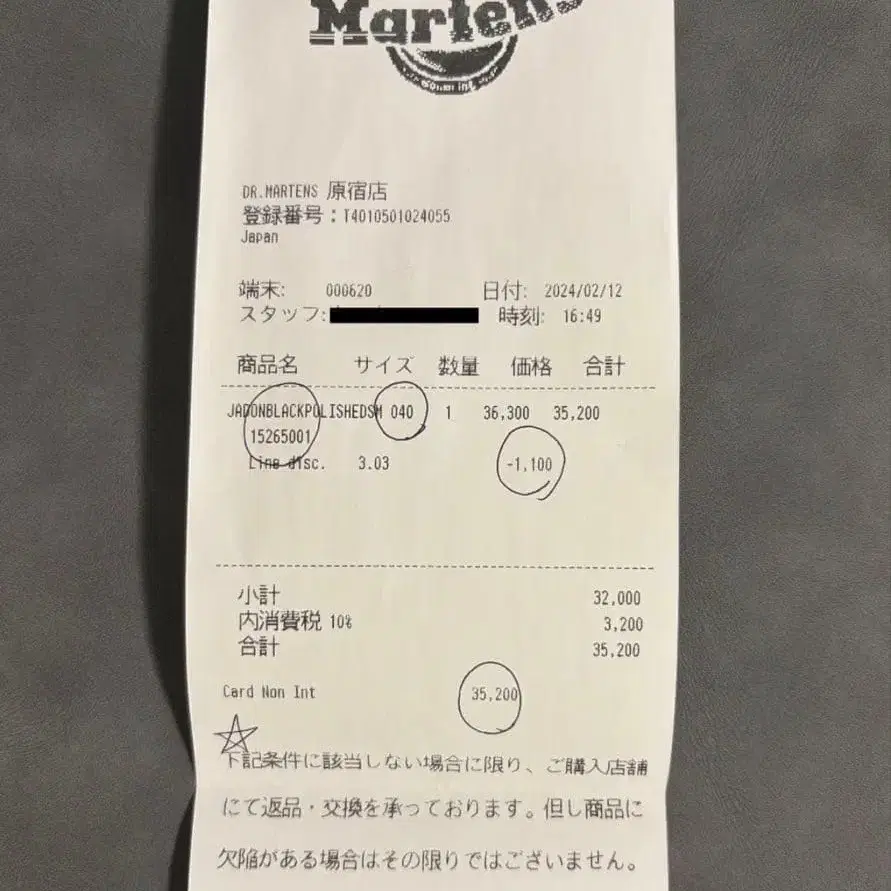 Martens
DR.MARTENS 原宿店
登録番号：T4010501024055
Japan
端末: 000620 日付: 2024/02/12
スタッフ: 時刻: 16:49
商品名 サイズ 数量 価格 合計
JADONBLACKPOLISHEDSM 040 1 36,300 35,200
15265001
Line disc. 3.03 -1,100
小計 32,000
内消費税 10% 3,200
合計 35,200
Card Non Int 35,200
下記条件に該当しない場合に限り、ご購入店舗
にて返品・交換を承っております。但し商品に
欠陥がある場合はその限りではございません。